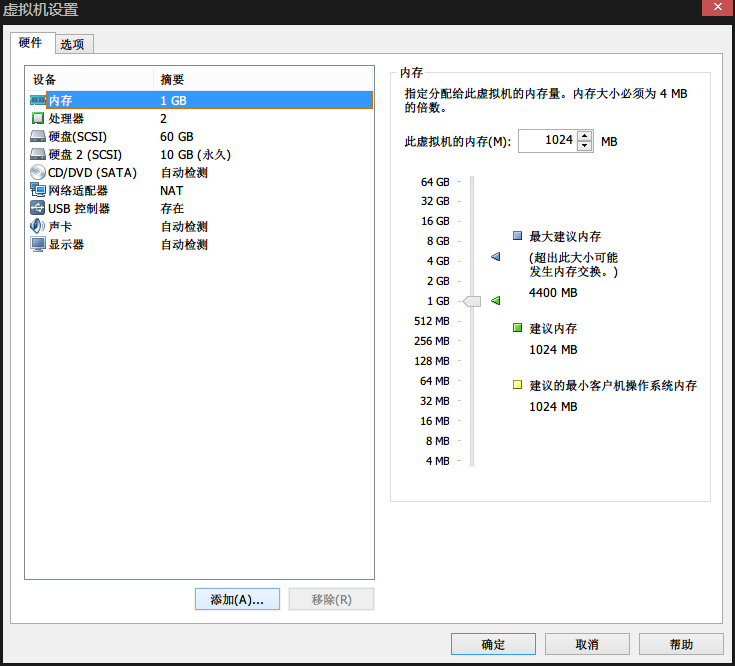 虚拟机设置
硬件 选项
设备 摘要
内存 1 GB
处理器 2
硬盘(SCSI) 60 GB
硬盘 2 (SCSI) 10 GB (永久)
CD/DVD (SATA) 自动检测
网络适配器 NAT
USB 控制器 存在
声卡 自动检测
显示器 自动检测
添加(A)... 移除(R)
内存
指定分配给此虚拟机的内存量。内存大小必须为 4 MB
的倍数。
此虚拟机的内存(M): 1024 MB
64 GB
32 GB
16 GB
8 GB
4 GB
2 GB
1 GB
512 MB
256 MB
128 MB
64 MB
32 MB
16 MB
8 MB
4 MB
最大建议内存
(超出此大小可能
发生内存交换。)
4400 MB
建议内存
1024 MB
建议的最小客户机操作系统内存
1024 MB
确定 取消 帮助